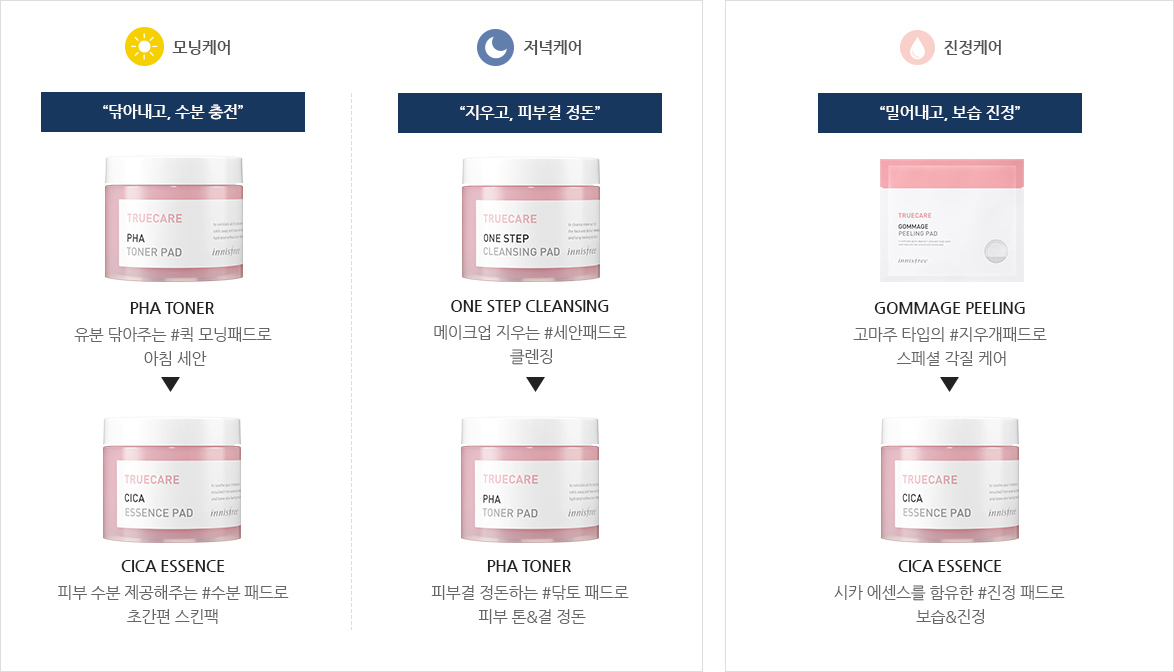 모닝케어
“닦아내고, 수분 충전”
TRUECARE
PHA
TONER PAD
innisfree
PHA TONER
유분 닦아주는 #퀵 모닝패드로
아침 세안
TRUECARE
CICA
ESSENCE PAD
innisfree
CICA ESSENCE
피부 수분 제공해주는 #수분 패드로
초간편 스킨팩
저녁케어
“지우고, 피부결 정돈”
TRUECARE
ONE STEP
CLEANSING PAD
innisfree
ONE STEP CLEANSING
메이크업 지우는 #세안패드로
클렌징
TRUECARE
PHA
TONER PAD
innisfree
PHA TONER
피부결 정돈하는 #닥토 패드로
피부 톤&결 정돈
진정케어
“밀어내고, 보습 진정”
TRUECARE
GOMMAGE
PEELING PAD
innisfree
GOMMAGE PEELING
고마주 타입의 #지우개패드로
스페셜 각질 케어
TRUECARE
CICA
ESSENCE PAD
innisfree
CICA ESSENCE
시카 에센스를 함유한 #진정 패드로
보습&진정